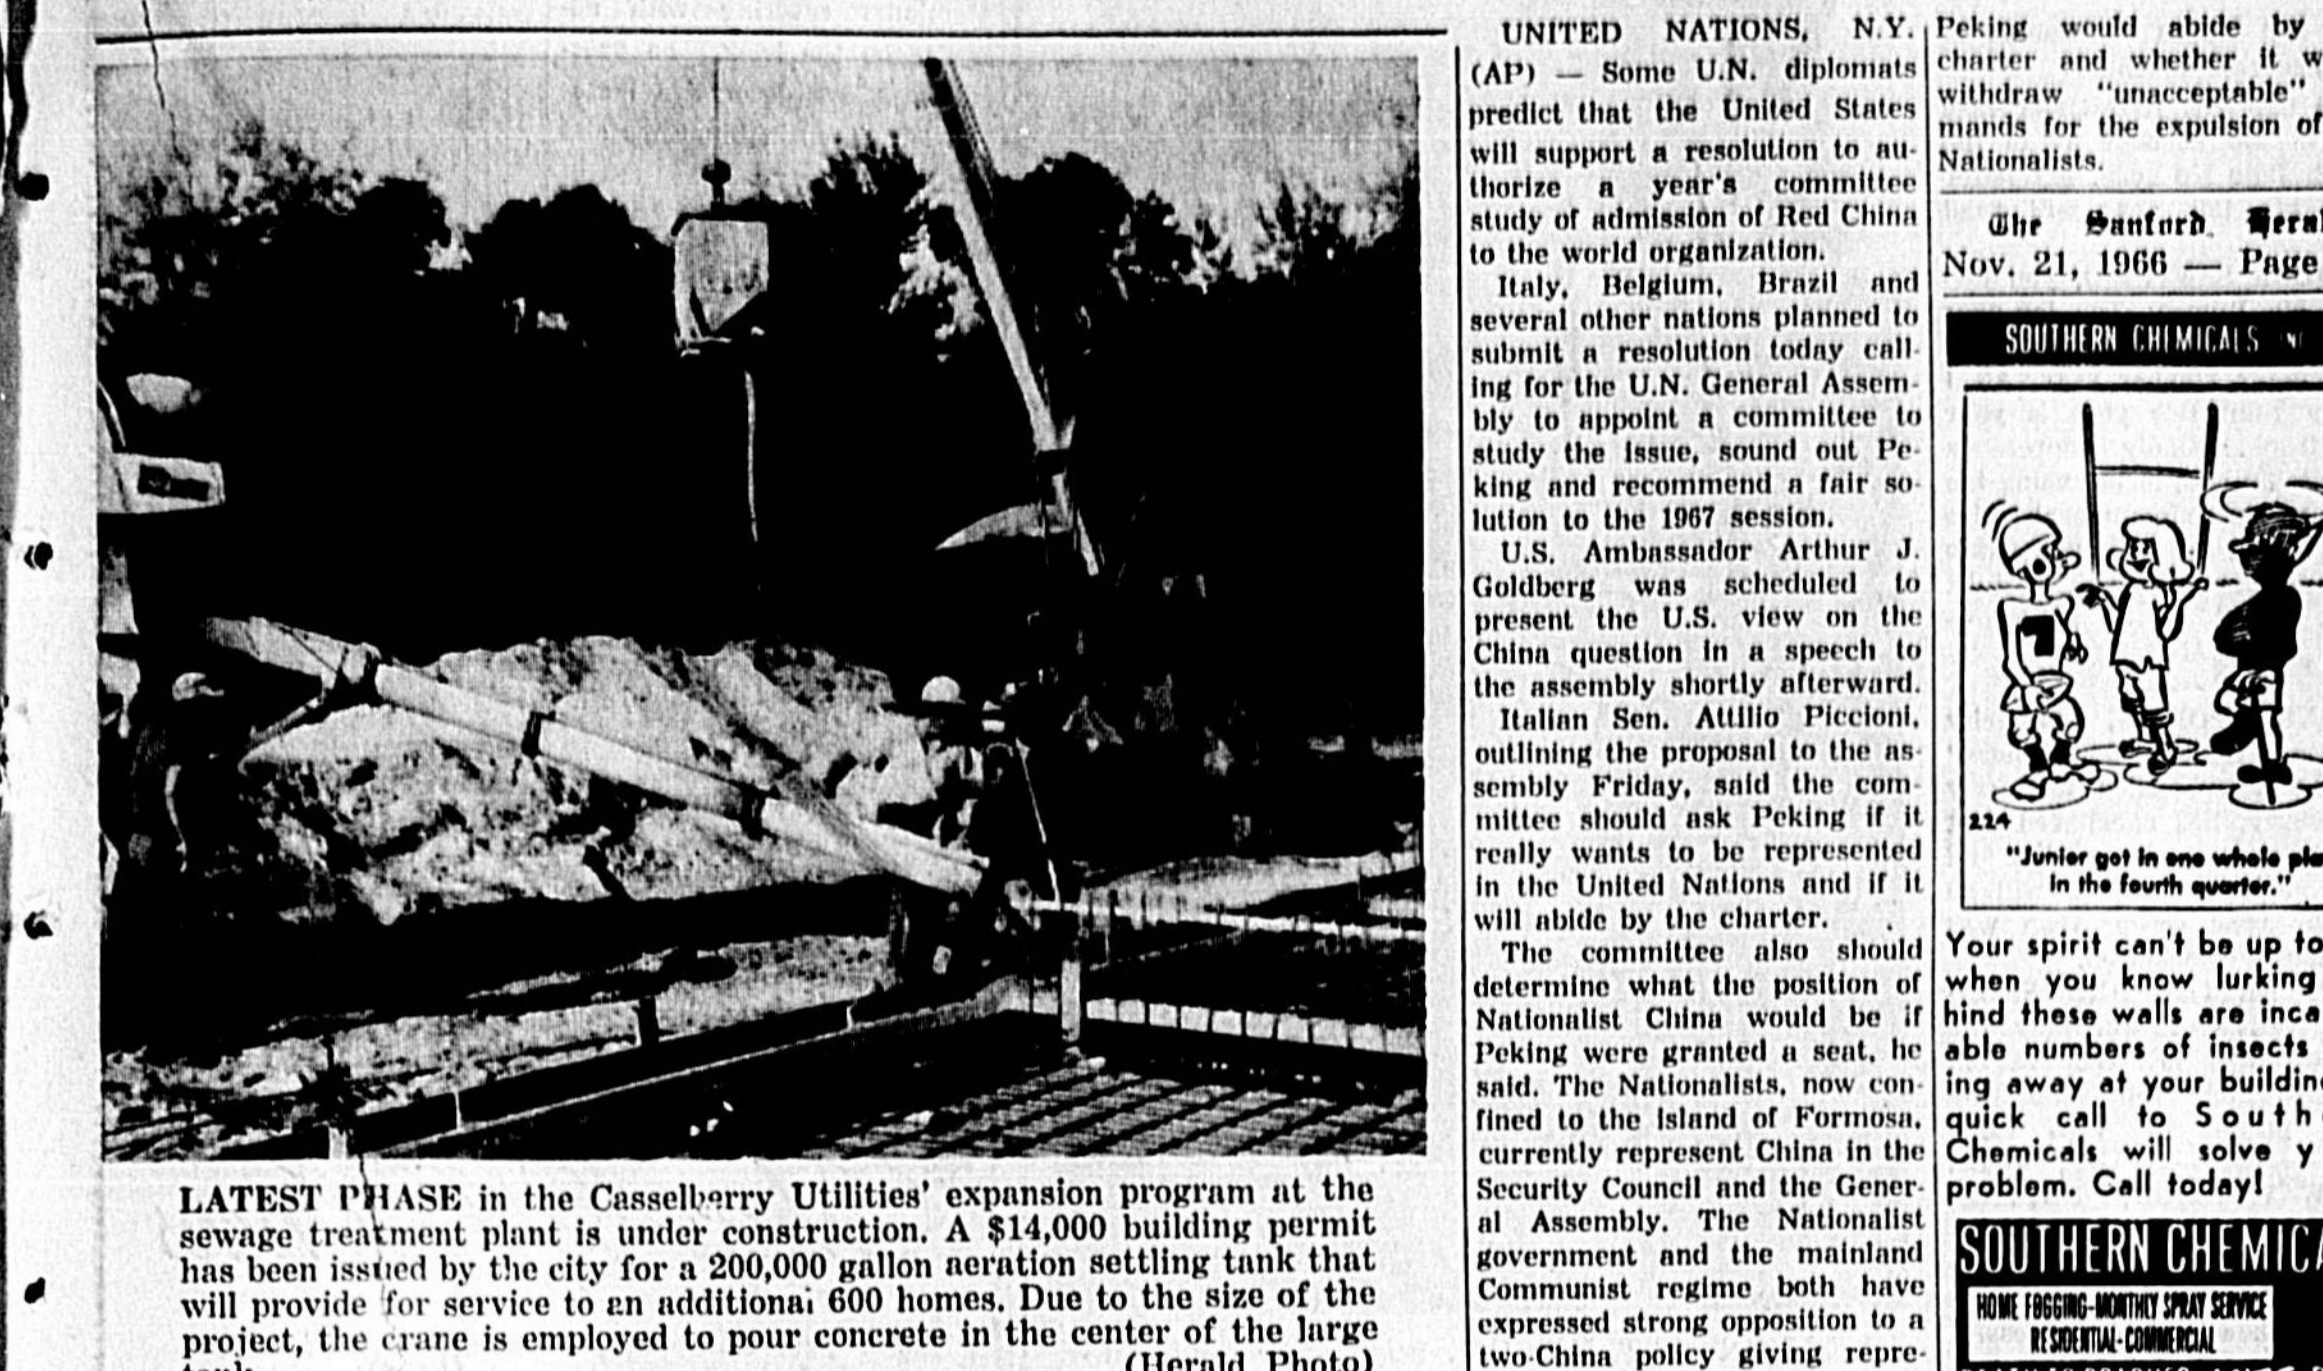 LATEST PHASE in the Casselberry Utilities' expansion program at the
sewage treatment plant is under construction. A $14,000 building permit
has been issued by the city for a 200,000 gallon aeration settling tank that
will provide for service to an additional 600 homes. Due to the size of the
project, the crane is employed to pour concrete in the center of the large
tank. (Herald Photo)
UNITED NATIONS, N.Y.
(AP) — Some U.N. diplomats
predict that the United States
will support a resolution to au-
thorize a year's committee
study of admission of Red China
to the world organization.
Italy, Belgium, Brazil and
several other nations planned to
submit a resolution today call-
ing for the U.N. General Assem-
bly to appoint a committee to
study the issue, sound out Pe-
king and recommend a fair so-
lution to the 1967 session.
U.S. Ambassador Arthur J.
Goldberg was scheduled to
present the U.S. view on the
China question in a speech to
the assembly shortly afterward.
Italian Sen. Attilio Piccioni,
outlining the proposal to the as-
sembly Friday, said the com-
mittee should ask Peking if it
really wants to be represented
in the United Nations and if it
will abide by the charter.
The committee also should
determine what the position of
Nationalist China would be if
Peking were granted a seat, he
said. The Nationalists, now con-
fined to the island of Formosa,
currently represent China in the
Security Council and the Gener-
al Assembly. The Nationalist
government and the mainland
Communist regime both have
expressed strong opposition to a
two-China policy giving repre-
Peking would abide by
charter and whether it w
withdraw "unacceptable"
mands for the expulsion of
Nationalists.
The Sanford Heral
Nov. 21, 1966 — Page
SOUTHERN CHEMICALS
7
224
"Junior got in one whole pla
in the fourth quarter."
Your spirit can't be up to
when you know lurking
hind these walls are inca
able numbers of insects
ing away at your building
quick call to South
Chemicals will solve y
problem. Call today!
SOUTHERN CHEMICA
HOME FOGGING-MONTHLY SPRAY SERVICE
RESIDENTIAL-COMMERCIAL